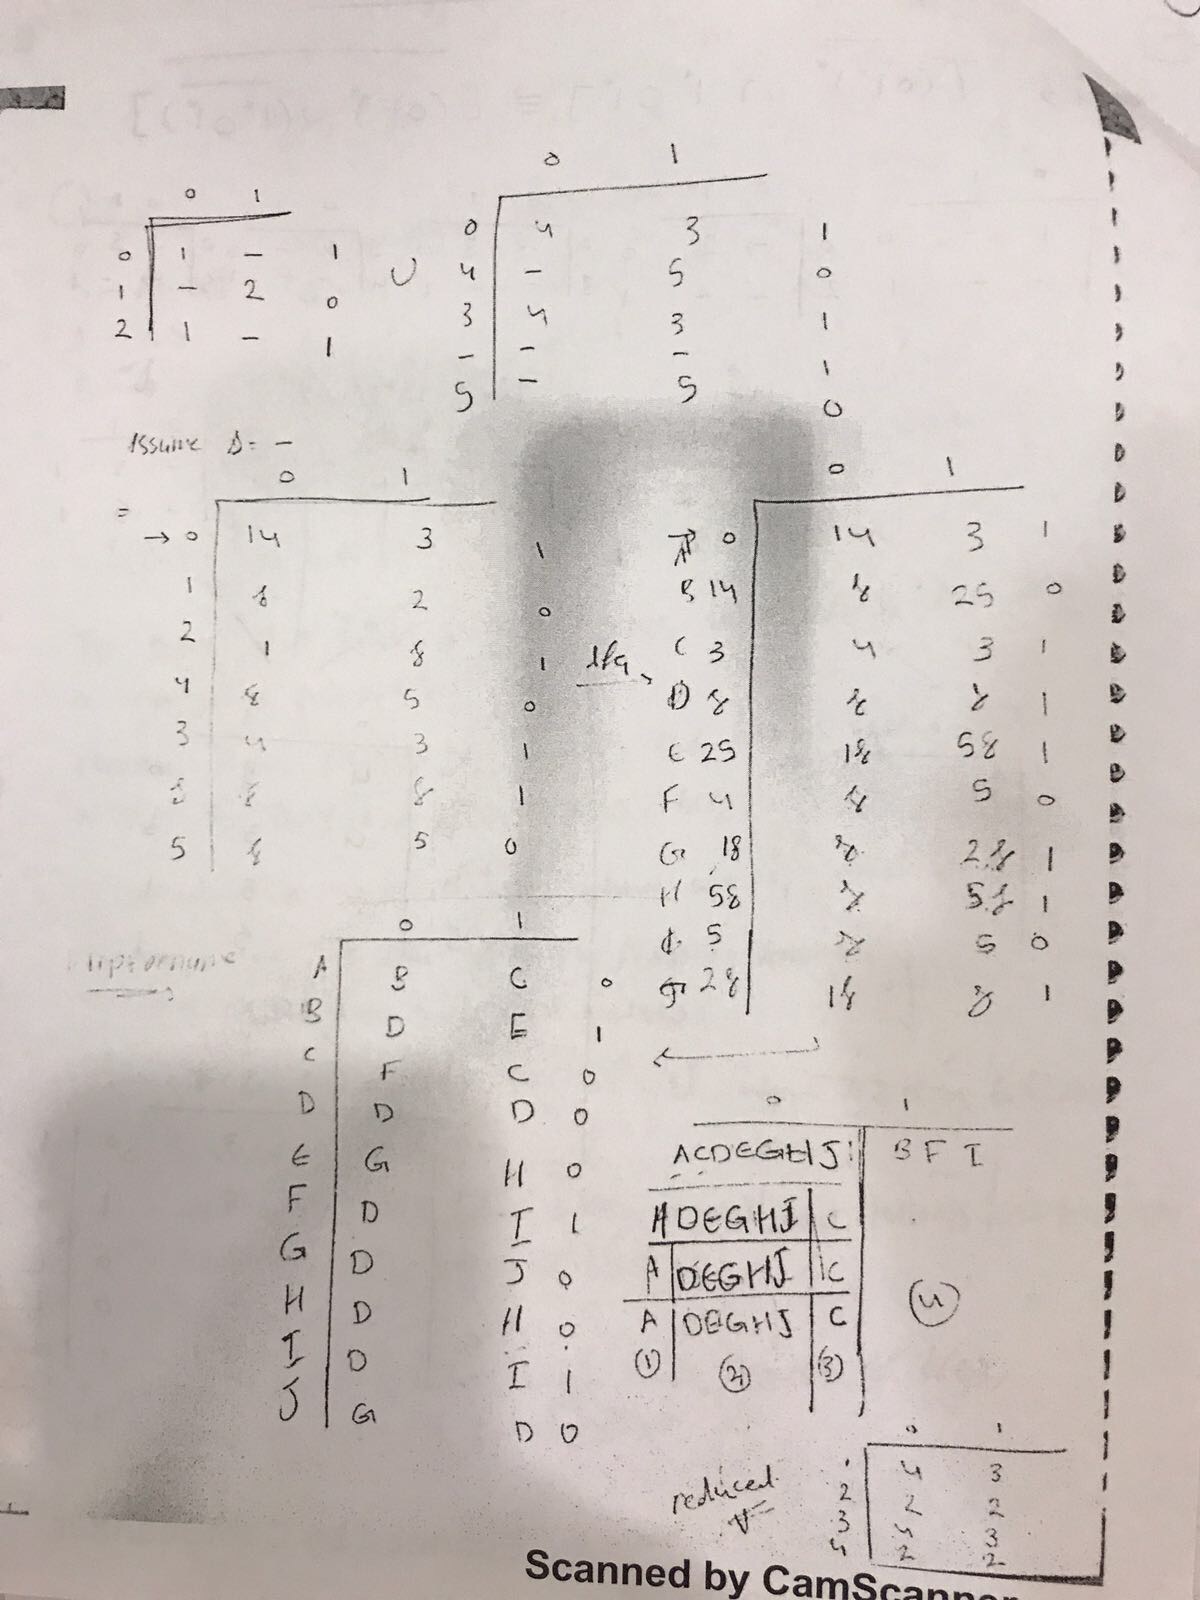 0 1
0 1 - 1
1 - 2 0
2 1 - 1
U
0 1
0 4 3 1
4 - 5 0
3 4 3 1
- - - 1
5 - 5 0
Assume
= -
0 1
=
→ 0 14 3 1
1 8 2 0
2 1 8 1
4 8 5 0
3 4 3 1
8 8 8 1
5 8 5 0
0 1
A 0 14 3 1
B 14 8 25 0
C 3 4 3 1
D 8 8 8 1
E 25 18 58 1
F 4 8 5 0
G 18 8 28 1
H 58 8 58 1
5 8 5 0
J 28 18 8 1
0 1
A B C 0
B D E 1
C F C 0
D D D 0
E G H 0
F D I 1
G D J 0
H D H 0
I D I 1
J G D 0
0 1
ACDEGHJ BFI
ADEGHJ C
A DEGHJ C
A DEGHJ C
1 2 3 4
reduced
0 1
1 4 3
2 2 2
3 4 3
4 2 2
Scanned by CamScanner